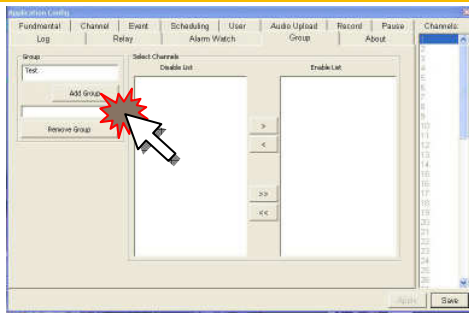 Application Config
Fundmental Channel Event Scheduling User Audio Upload Record Pause Channels:
Log Relay Alarm Watch Group About
Group
Test
Add Group
Remove Group
Select Channels
Disable List
Enable List
>
<
>>
<<
1
2
3
4
5
6
7
8
9
10
11
12
13
14
15
16
17
18
19
20
21
22
23
24
25
26
Apply Save